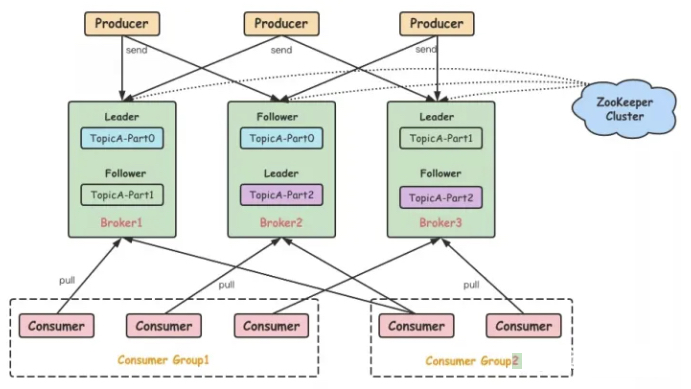 Producer
Producer
Producer
send
send
send
ZooKeeper
Cluster
Leader
TopicA-Part0
Follower
TopicA-Part1
Broker1
Follower
TopicA-Part0
Leader
TopicA-Part2
Broker2
Leader
TopicA-Part1
Follower
TopicA-Part2
Broker3
pull
pull
pull
Consumer
Consumer
Consumer
Consumer Group1
Consumer
Consumer
Consumer Group2